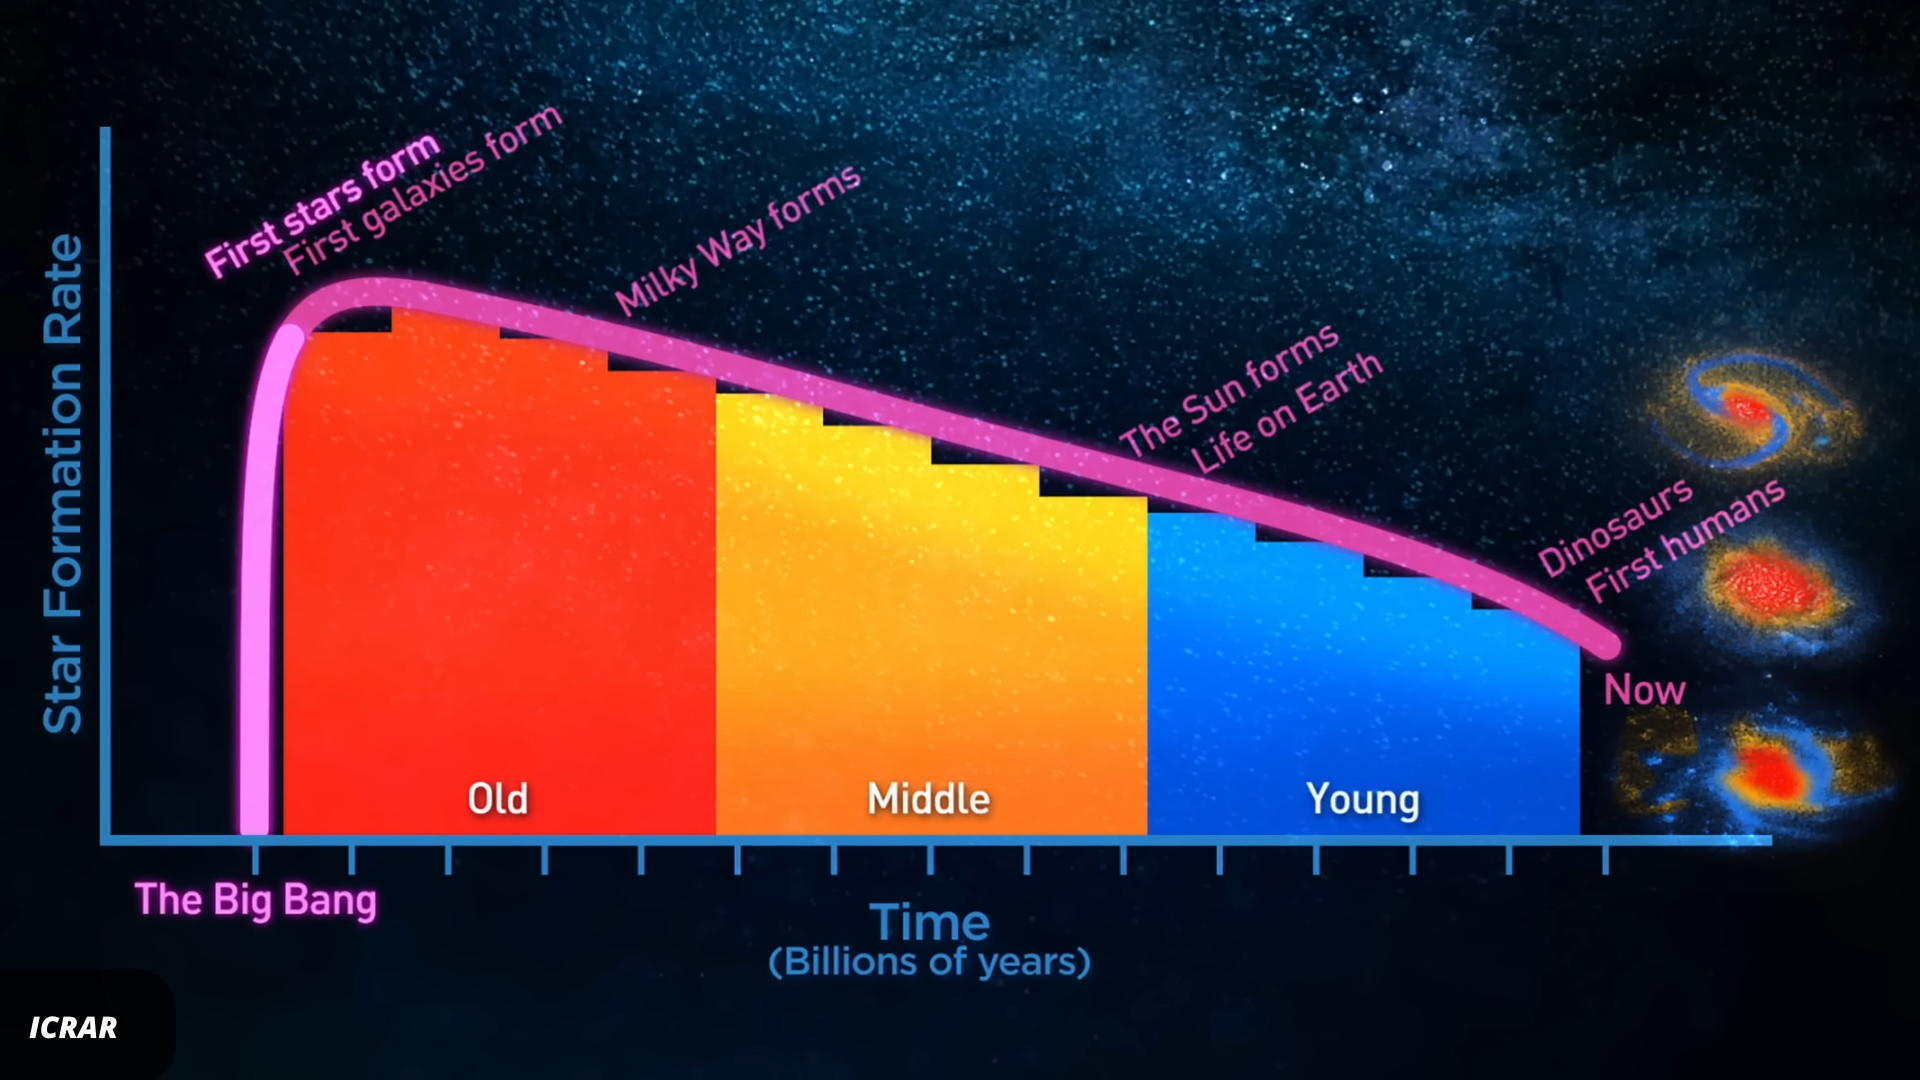 First stars form
First galaxies form
Milky Way forms
The Sun forms
Life on Earth
Dinosaurs
First humans
Now
Star Formation Rate
Old
Middle
Young
The Big Bang
Time
(Billions of years)
ICRAR